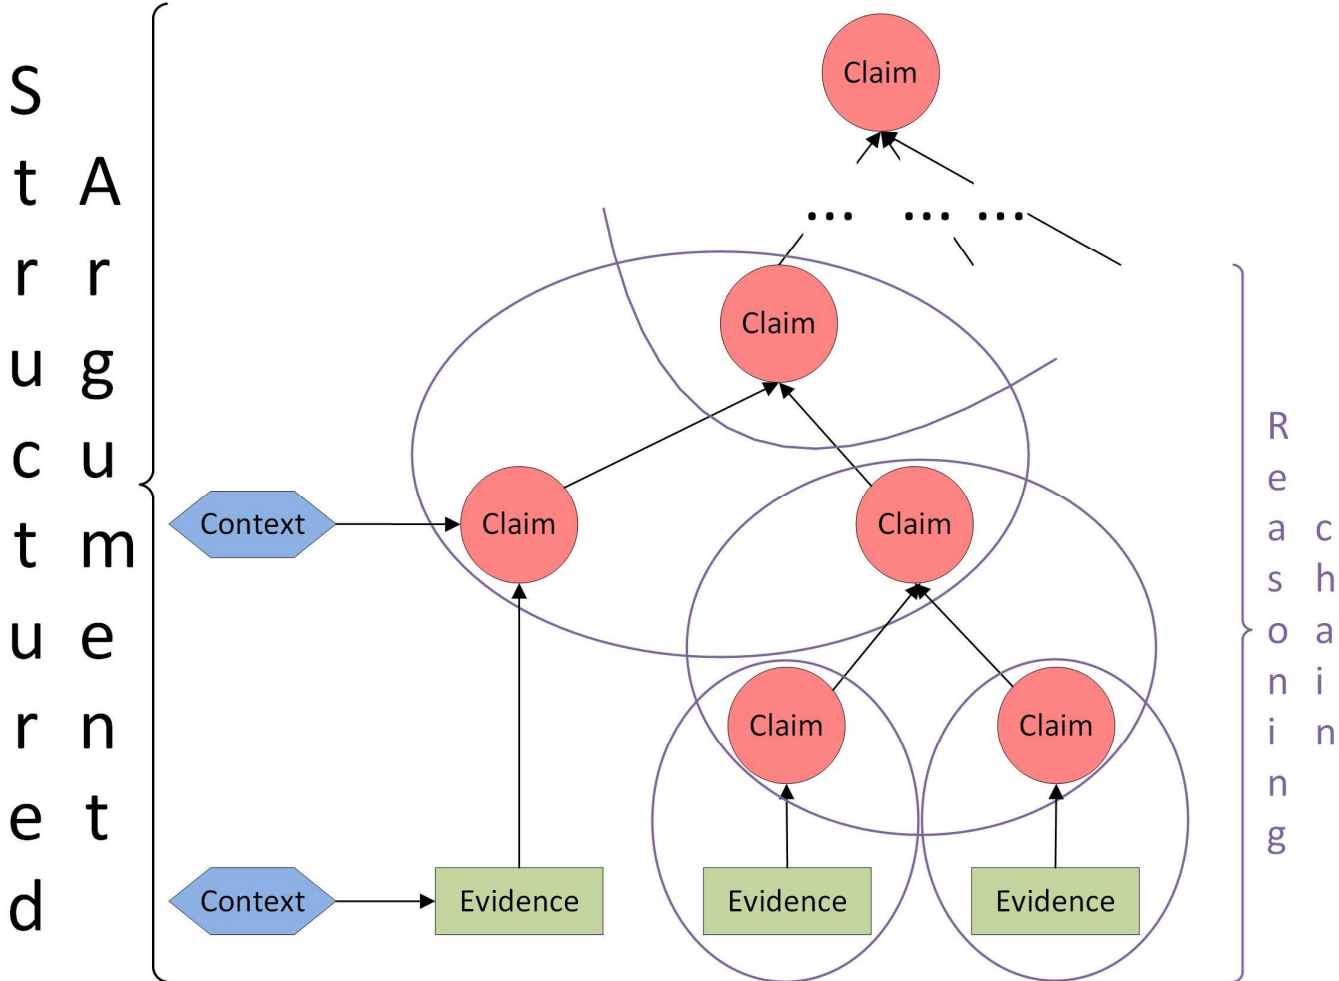 Structured
Argument
Claim
... ... ...
Claim
Context
Claim
Claim
Claim
Claim
Context
Evidence
Evidence
Evidence
Reasoning
chain